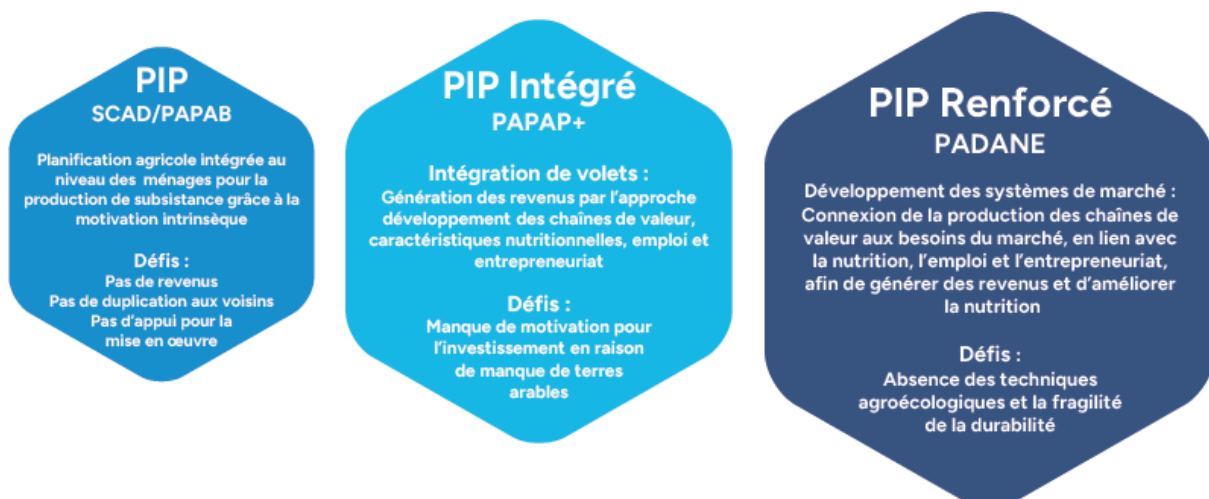 PIP
SCAD/PAPAB
Planification agricole intégrée au
niveau des ménages pour la
production de subsistance grâce à la
motivation intrinsèque
Défis :
Pas de revenus
Pas de duplication aux voisins
Pas d'appui pour la
mise en œuvre
PIP Intégré
PAPAP+
Intégration de volets :
Génération des revenus par l'approche
développement des chaînes de valeur,
caractéristiques nutritionnelles, emploi et
entrepreneuriat
Défis :
Manque de motivation pour
l'investissement en raison
de manque de terres
arables
PIP Renforcé
PADANE
Développement des systèmes de marché :
Connexion de la production des chaînes de
valeur aux besoins du marché, en lien avec
la nutrition, l'emploi et l'entrepreneuriat,
afin de générer des revenus et d'améliorer
la nutrition
Défis :
Absence des techniques
agroécologiques et la fragilité
de la durabilité